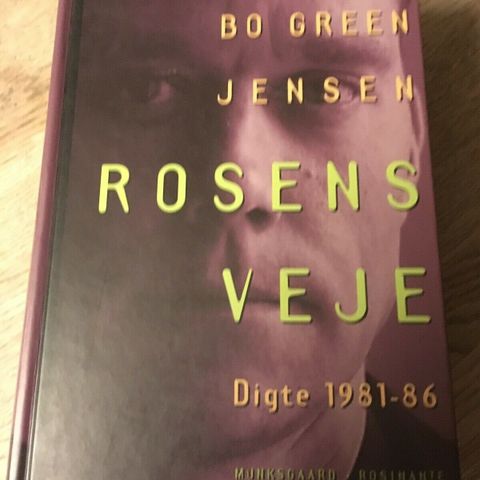 BO GREEN
JENSEN
ROSENS
VEJE
Digte 1981-86
MUNKSGAARD · ROSINANTE